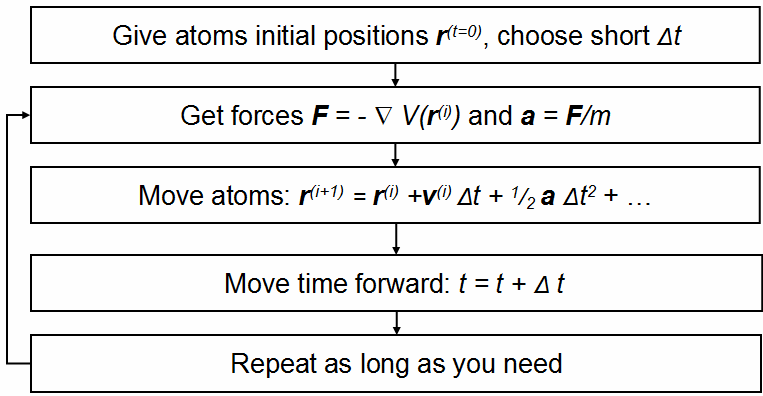 Give atoms initial positions r⁽ᵗ⁼⁰⁾, choose short Δt
Get forces F = - ∇ V(r⁽ⁱ⁾) and a = F/m
Move atoms: r⁽ⁱ⁺¹⁾ = r⁽ⁱ⁾ +v⁽ⁱ⁾ Δt + ¹/₂ a Δt² + …
Move time forward: t = t + Δ t
Repeat as long as you need